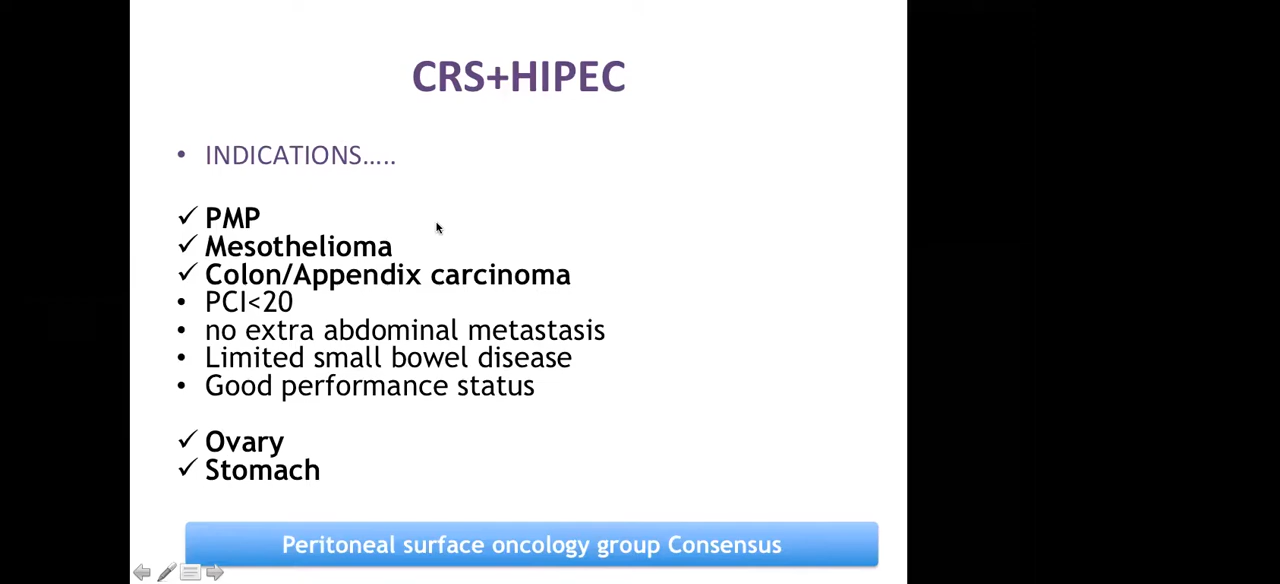 CRS+HIPEC
• INDICATIONS.....
✓ PMP
✓ Mesothelioma
✓ Colon/Appendix carcinoma
• PCI<20
• no extra abdominal metastasis
• Limited small bowel disease
• Good performance status
✓ Ovary
✓ Stomach
Peritoneal surface oncology group Consensus